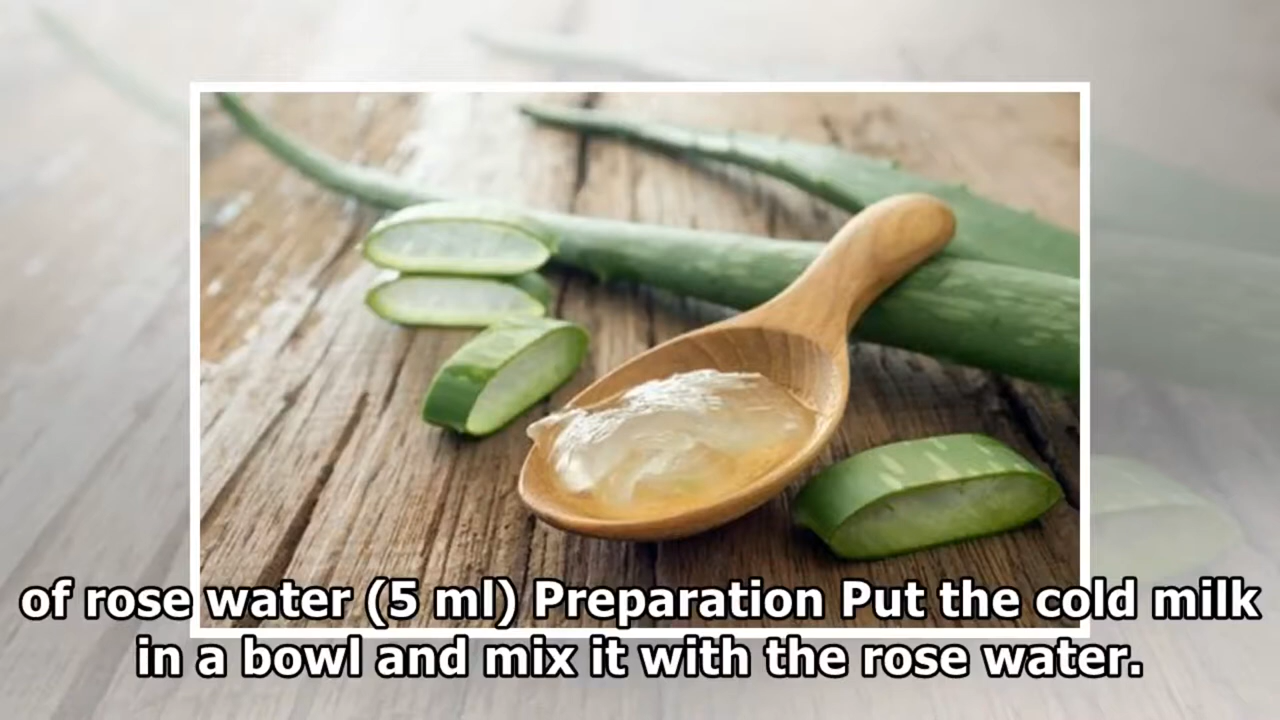 of rose water (5 ml) Preparation Put the cold milk
in a bowl and mix it with the rose water.